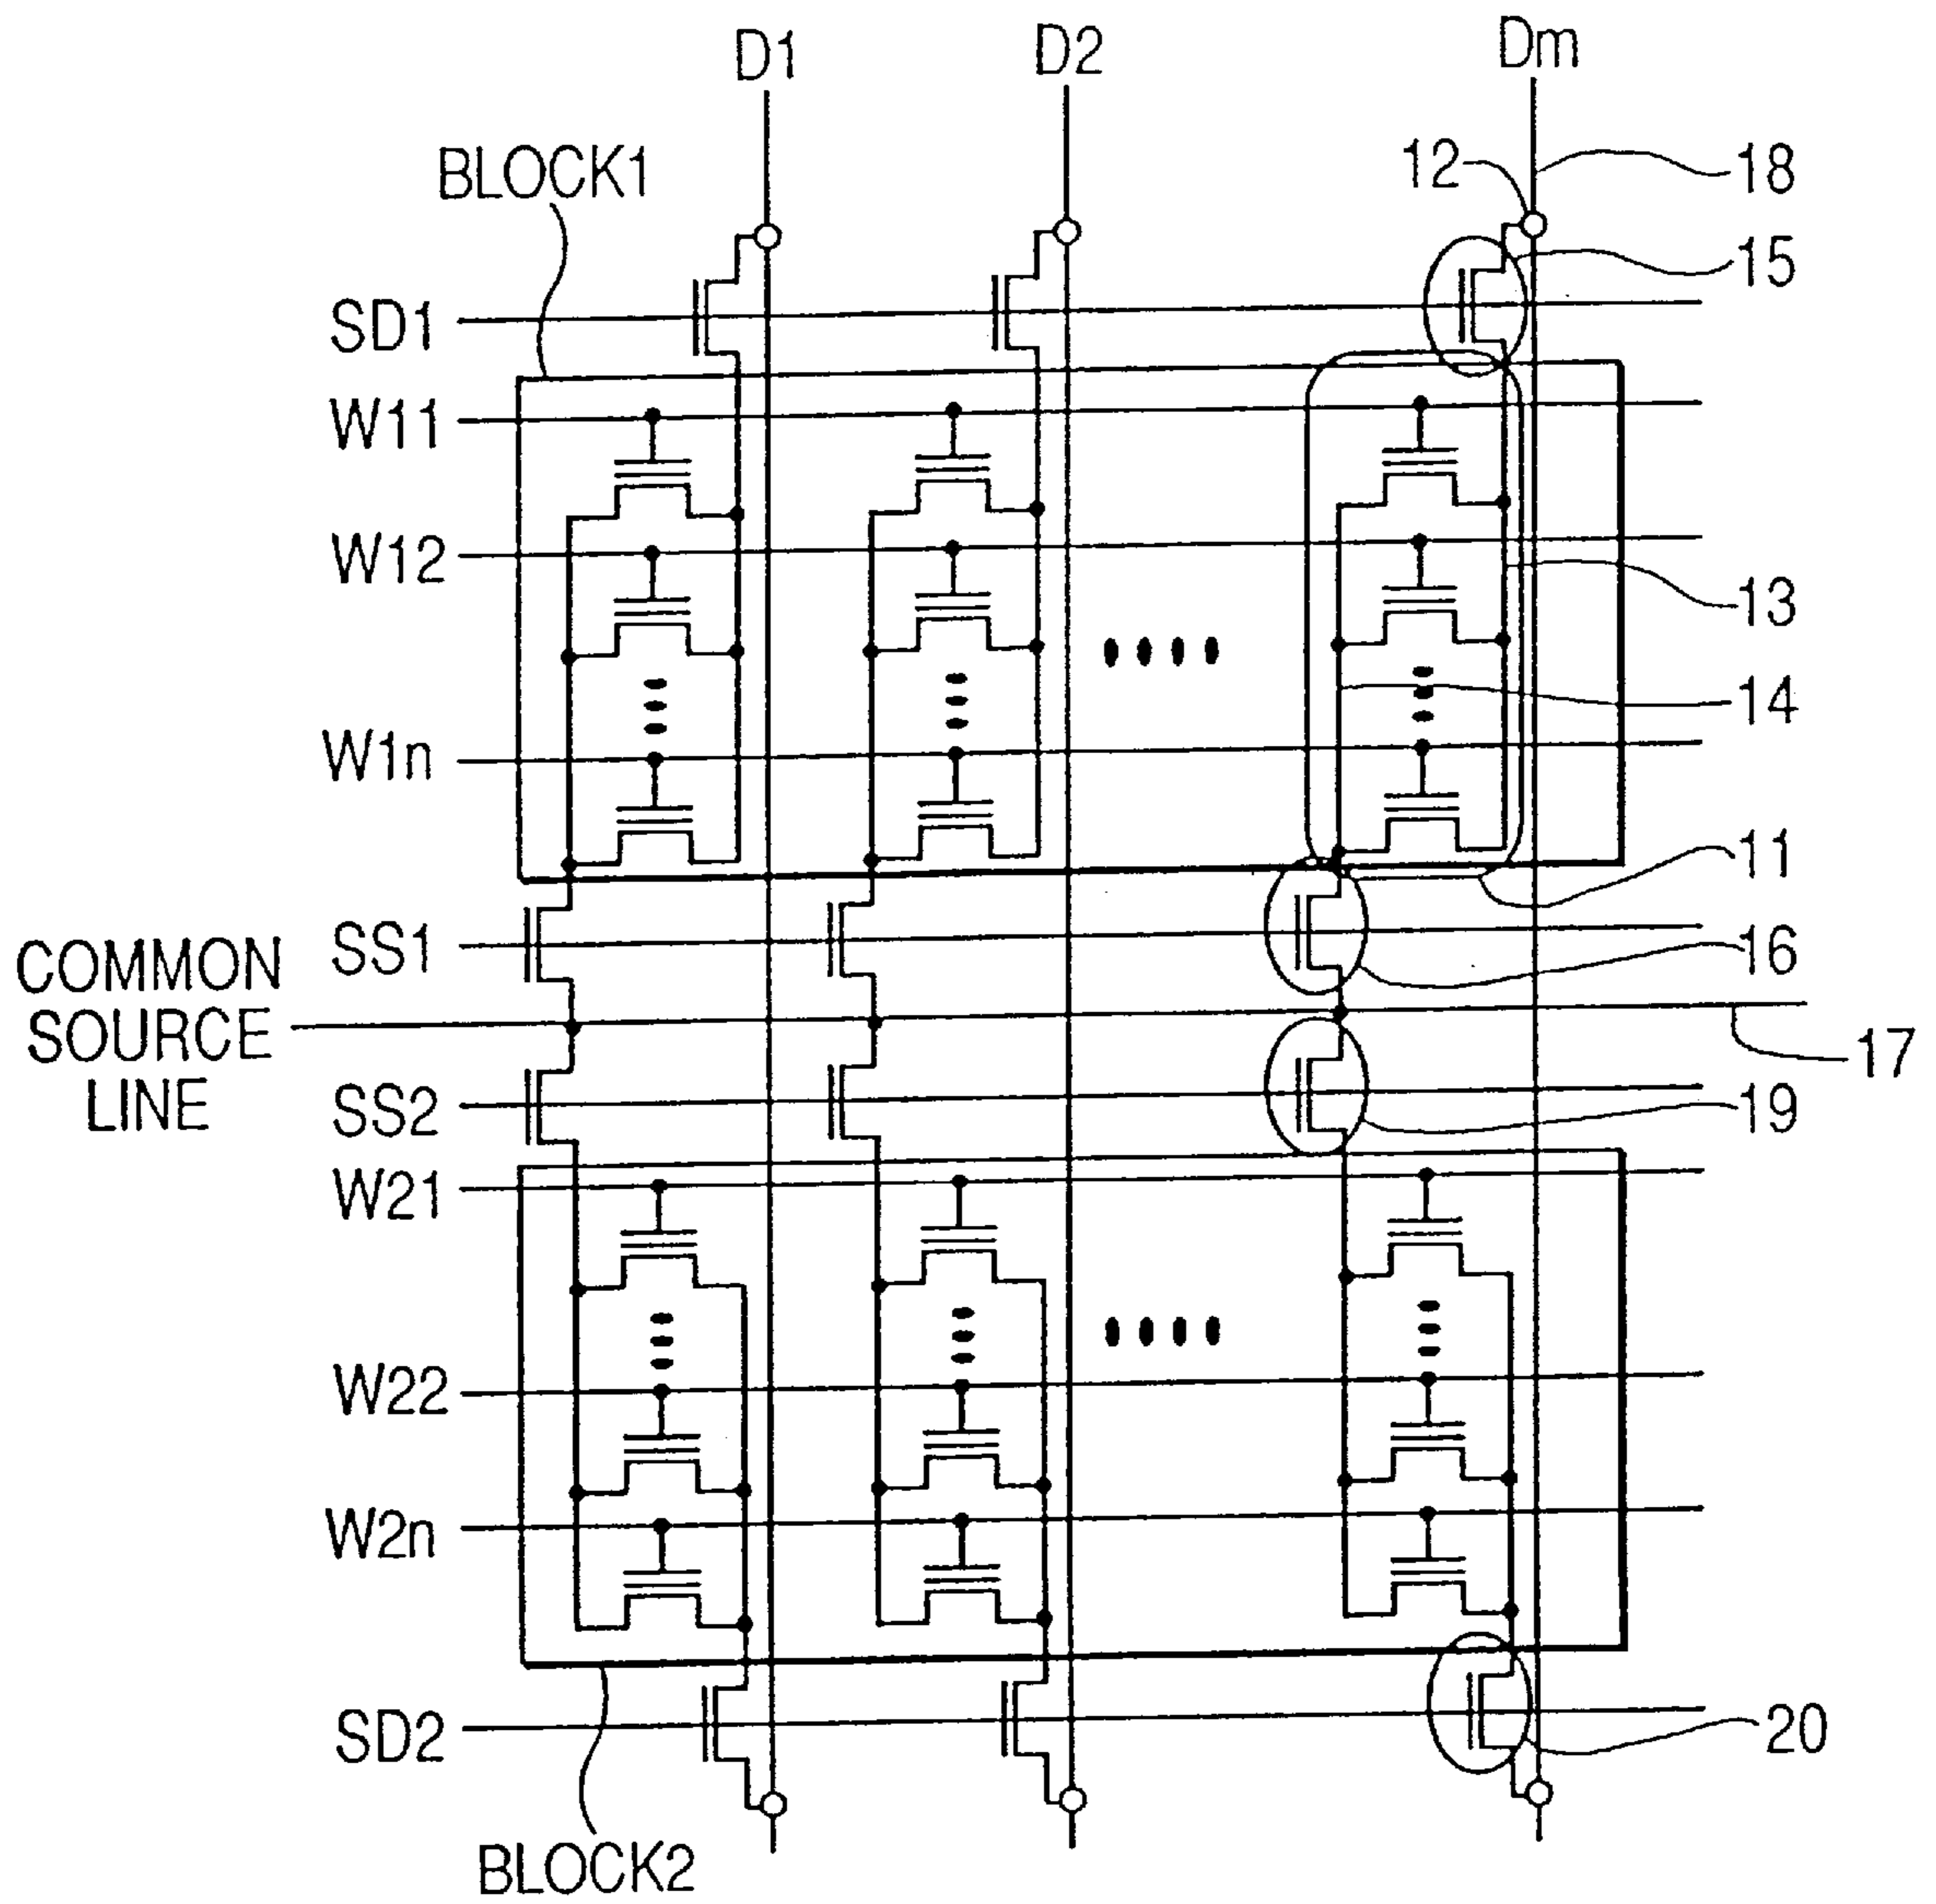 D1
D2
Dm
BLOCK1
12
18
15
SD1
W11
W12
13
14
W1n
11
SS1
16
COMMON
SOURCE
LINE
17
SS2
19
W21
W22
W2n
SD2
20
BLOCK2